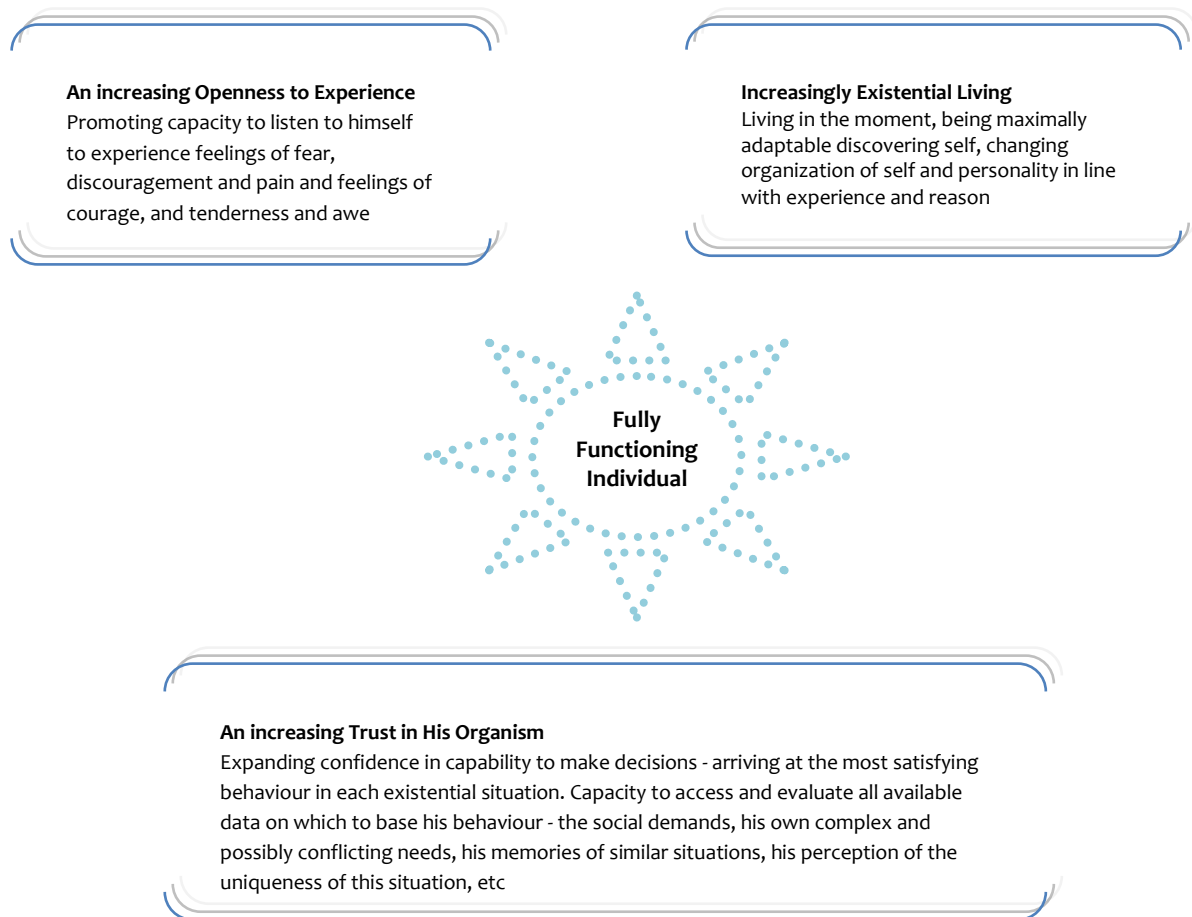 An increasing Openness to Experience
Promoting capacity to listen to himself
to experience feelings of fear,
discouragement and pain and feelings of
courage, and tenderness and awe
Increasingly Existential Living
Living in the moment, being maximally
adaptable discovering self, changing
organization of self and personality in line
with experience and reason
Fully
Functioning
Individual
An increasing Trust in His Organism
Expanding confidence in capability to make decisions - arriving at the most satisfying
behaviour in each existential situation. Capacity to access and evaluate all available
data on which to base his behaviour - the social demands, his own complex and
possibly conflicting needs, his memories of similar situations, his perception of the
uniqueness of this situation, etc